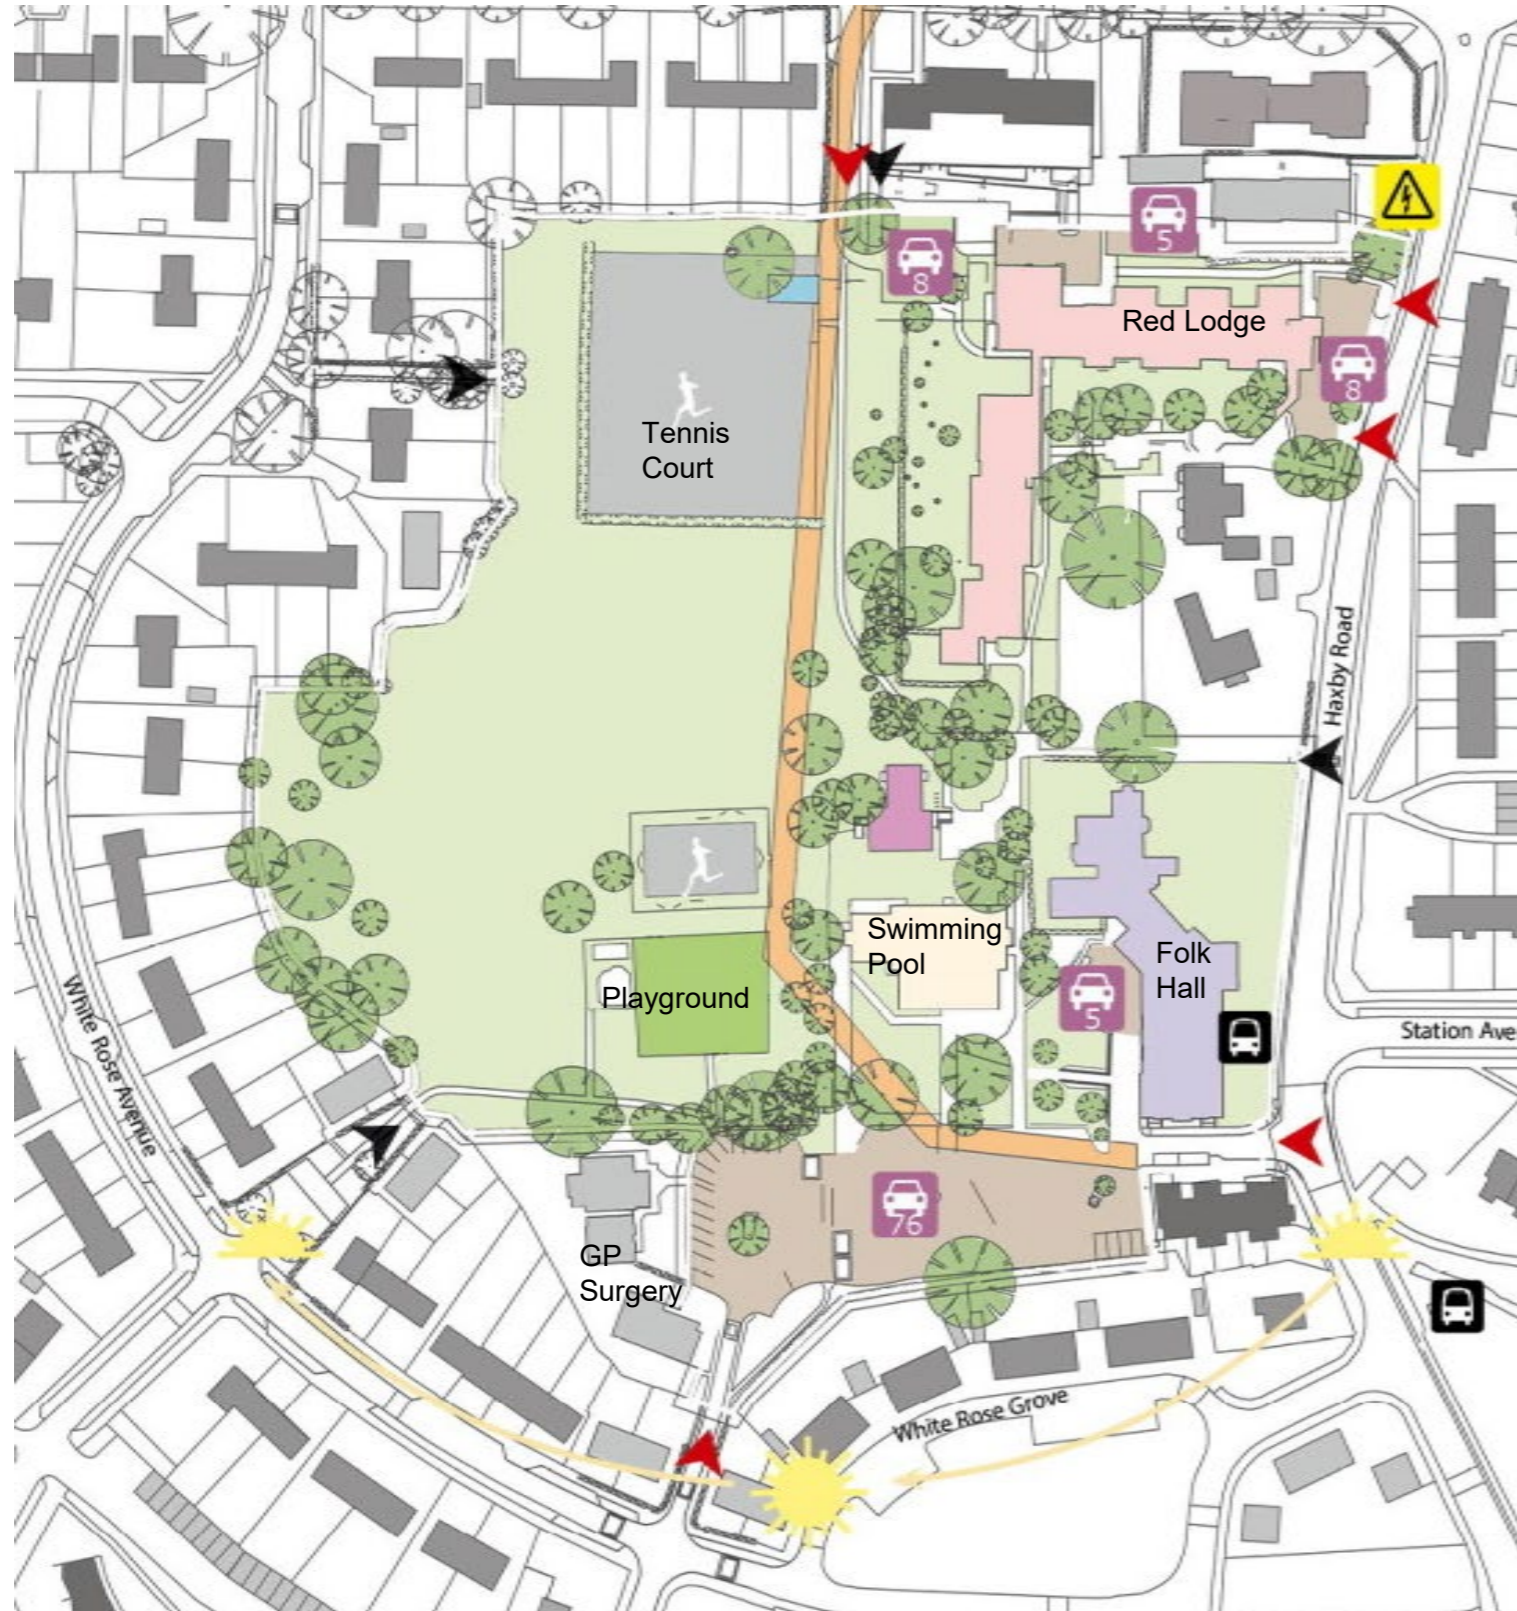 5
8
Red Lodge
8
Tennis
Court
Haxby Road
Swimming
Pool
Folk
Hall
Playground
5
White Rose Avenue
Station Ave
76
GP
Surgery
White Rose Grove